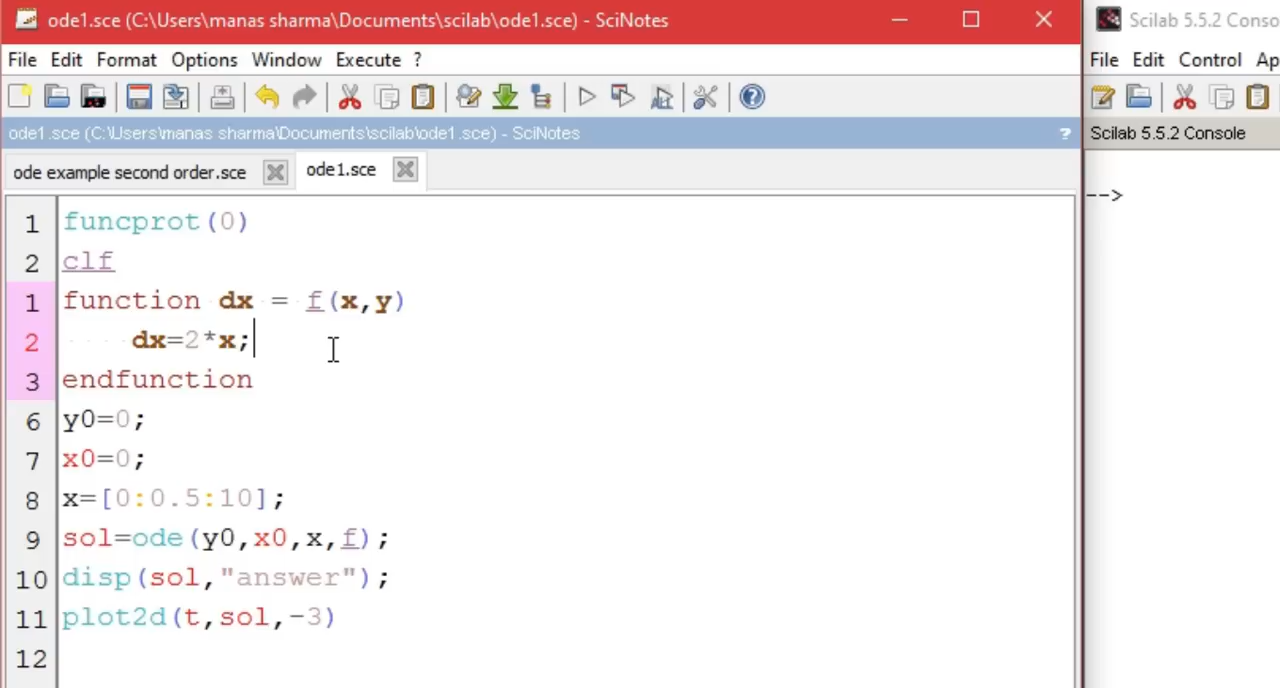 ode1.sce (C:\Users\manas sharma\Documents\scilab\ode1.sce) - SciNotes
File Edit Format Options Window Execute ?
ode1.sce (C:\Users\manas sharma\Documents\scilab\ode1.sce) - SciNotes ?
ode example second order.sce ode1.sce
1 funcprot(0)
2 clf
1 function dx = f(x,y)
2 dx=2*x;
3 endfunction
6 y0=0;
7 x0=0;
8 x=[0:0.5:10];
9 sol=ode(y0,x0,x,f);
10 disp(sol,"answer");
11 plot2d(t,sol,-3)
12
Scilab 5.5.2 Conso
File Edit Control Ap
Scilab 5.5.2 Console
-->